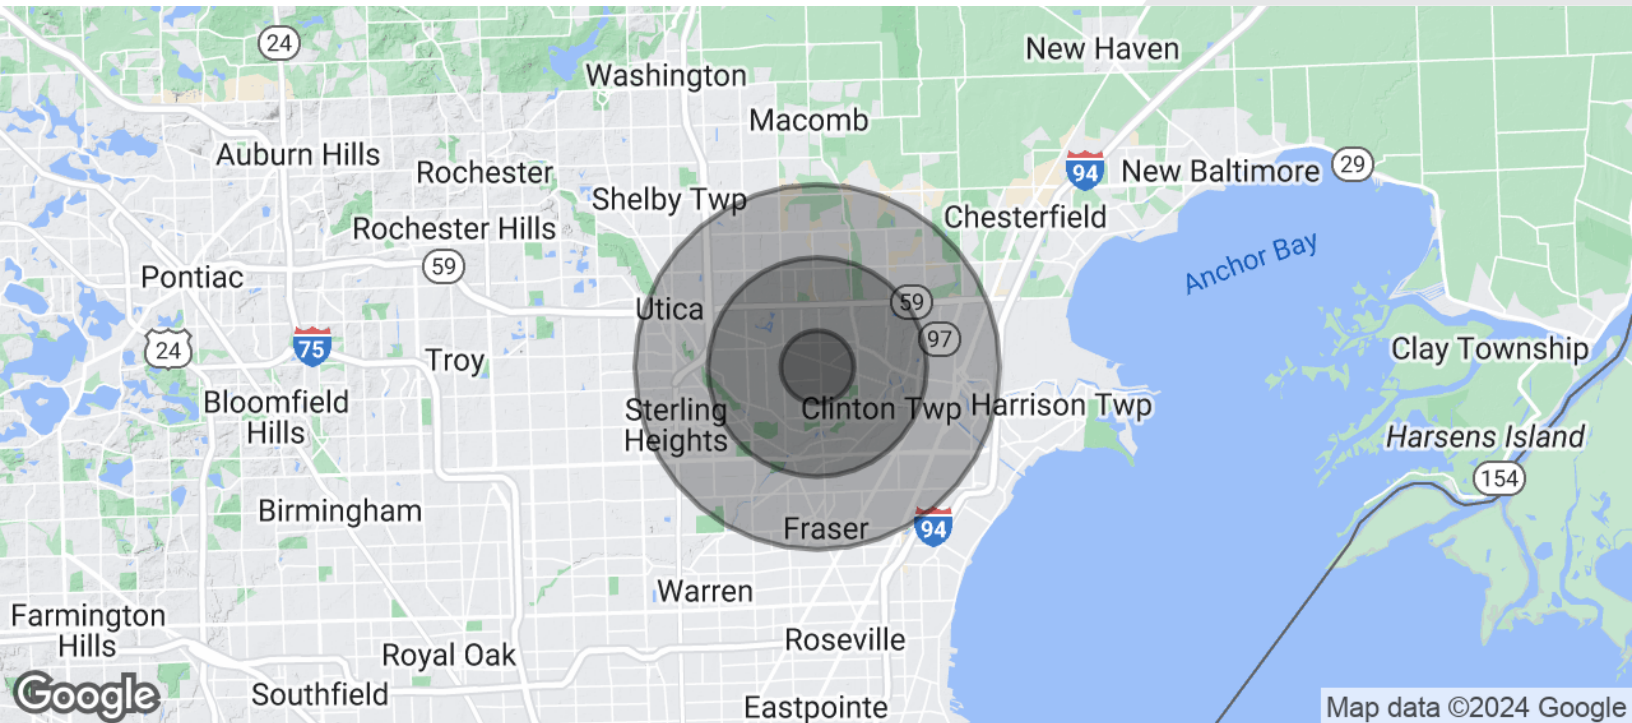 24
New Haven
Washington
Macomb
Auburn Hills
Rochester
94
New Baltimore
29
Shelby Twp
Chesterfield
Rochester Hills
59
Anchor Bay
Pontiac
Utica
59
97
24
75
Troy
Clay Township
Bloomfield
Hills
Sterling
Heights
Clinton Twp
Harrison Twp
Harsens Island
154
Birmingham
Fraser
94
Warren
Farmington
Hills
Roseville
Royal Oak
Google
Southfield
Eastpointe
Map data ©2024 Google